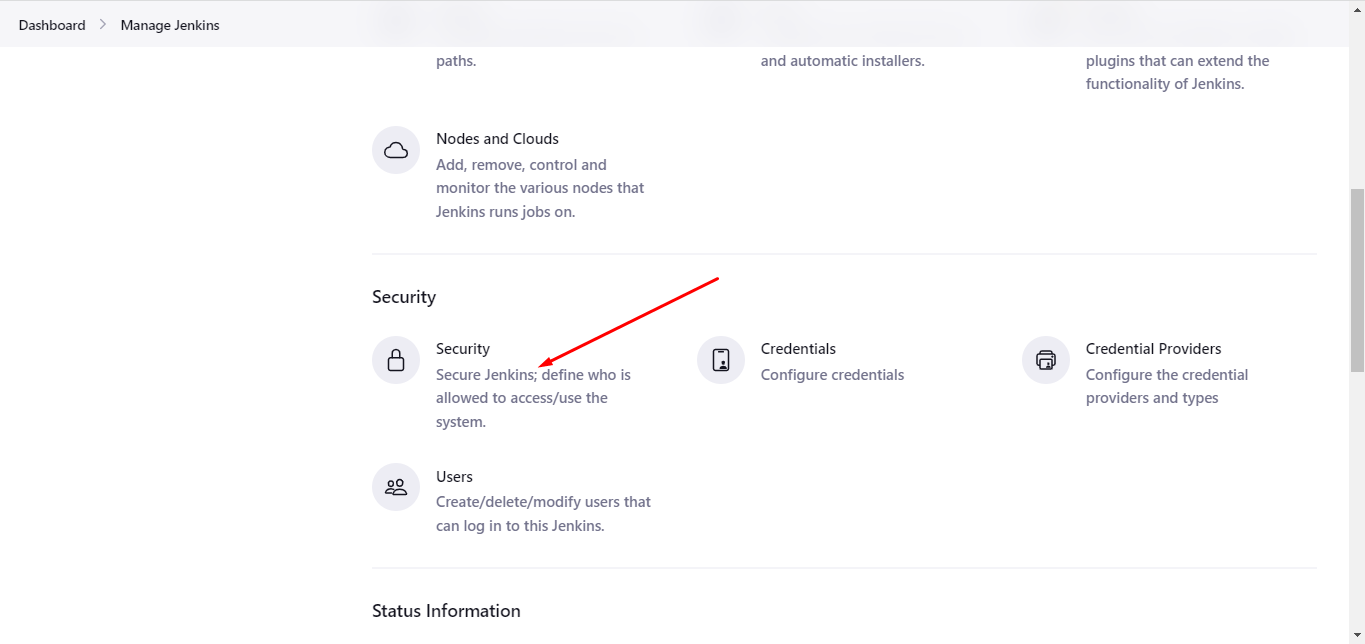 Dashboard > Manage Jenkins
paths.
and automatic installers.
plugins that can extend the
functionality of Jenkins.
Nodes and Clouds
Add, remove, control and
monitor the various nodes that
Jenkins runs jobs on.
Security
Security
Secure Jenkins; define who is
allowed to access/use the
system.
Credentials
Configure credentials
Credential Providers
Configure the credential
providers and types
Users
Create/delete/modify users that
can log in to this Jenkins.
Status Information